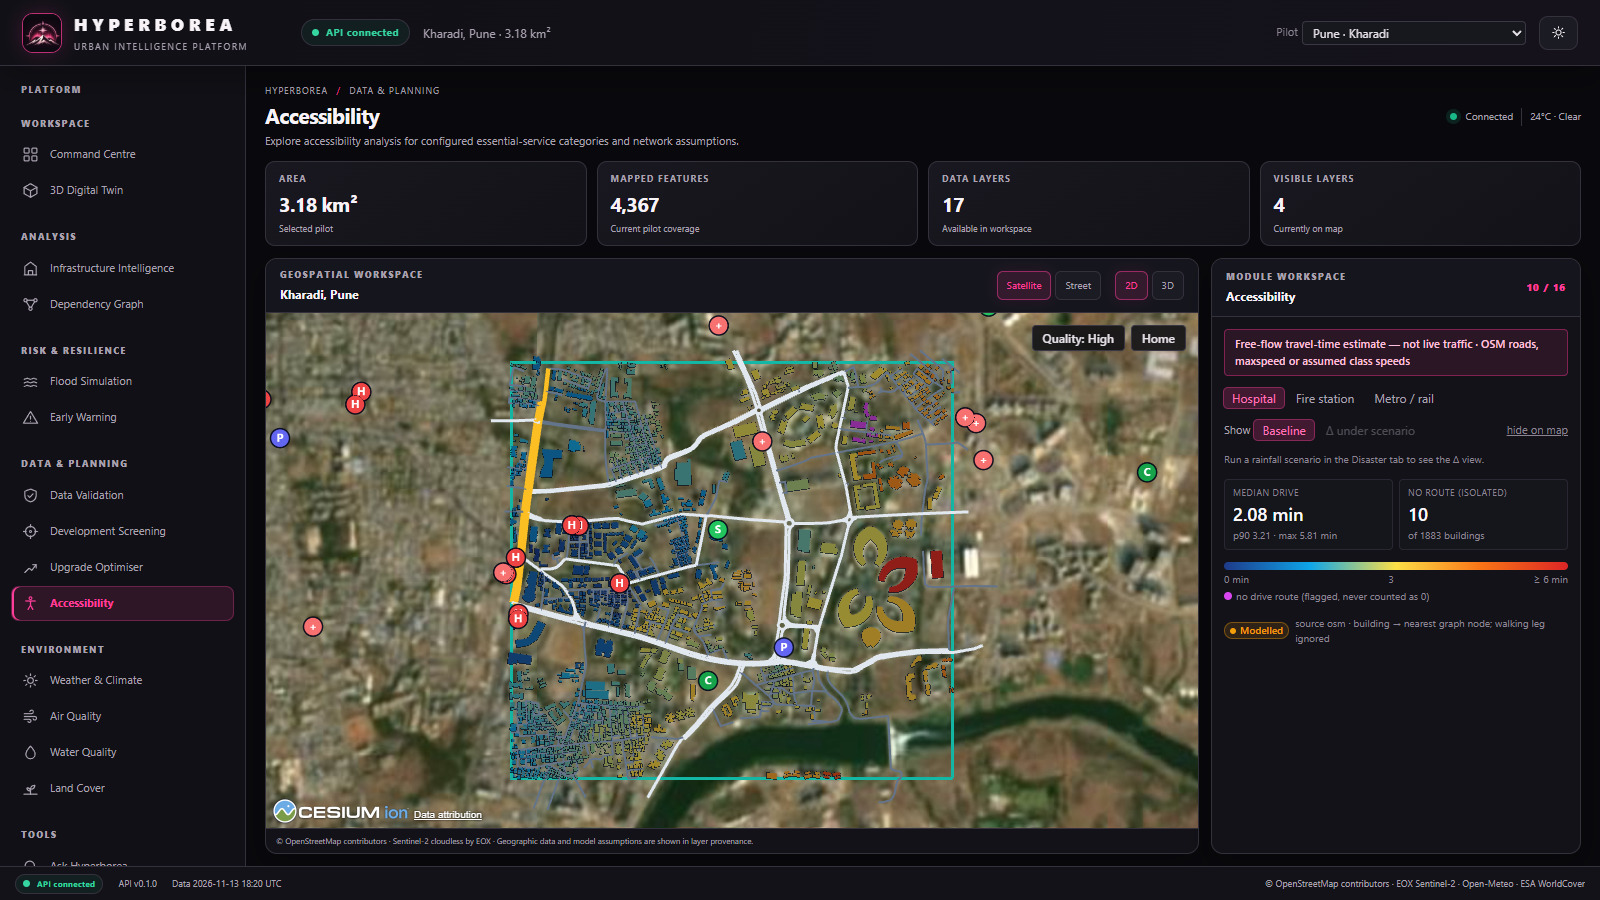 HYPERBOREA
URBAN INTELLIGENCE PLATFORM
API connected
Kharadi, Pune · 3.18 km²
Pilot
Pune · Kharadi
PLATFORM
WORKSPACE
Command Centre
3D Digital Twin
ANALYSIS
Infrastructure Intelligence
Dependency Graph
RISK & RESILIENCE
Flood Simulation
Early Warning
DATA & PLANNING
Data Validation
Development Screening
Upgrade Optimiser
Accessibility
ENVIRONMENT
Weather & Climate
Air Quality
Water Quality
Land Cover
TOOLS
Ask Hyperborea
HYPERBOREA / DATA & PLANNING
Accessibility
Explore accessibility analysis for configured essential-service categories and network assumptions.
Connected
24°C · Clear
AREA
3.18 km²
Selected pilot
MAPPED FEATURES
4,367
Current pilot coverage
DATA LAYERS
17
Available in workspace
VISIBLE LAYERS
4
Currently on map
GEOSPATIAL WORKSPACE
Kharadi, Pune
Satellite
Street
2D
3D
Quality: High
Home
H
H
P
C
H
S
H
H
H
P
C
CESIUM ion
Data attribution
© OpenStreetMap contributors · Sentinel-2 cloudless by EOX · Geographic data and model assumptions are shown in layer provenance.
MODULE WORKSPACE
Accessibility
10 / 16
Free-flow travel-time estimate — not live traffic · OSM roads,
maxspeed or assumed class speeds
Hospital
Fire station
Metro / rail
Show
Baseline
Δ under scenario
hide on map
Run a rainfall scenario in the Disaster tab to see the Δ view.
MEDIAN DRIVE
2.08 min
p90 3.21 · max 5.81 min
NO ROUTE (ISOLATED)
10
of 1883 buildings
0 min
3
≥ 6 min
no drive route (flagged, never counted as 0)
Modelled
source osm · building → nearest graph node; walking leg
ignored
API connected
API v0.1.0
Data 2026-11-13 18:20 UTC
© OpenStreetMap contributors · EOX Sentinel-2 · Open-Meteo · ESA WorldCover